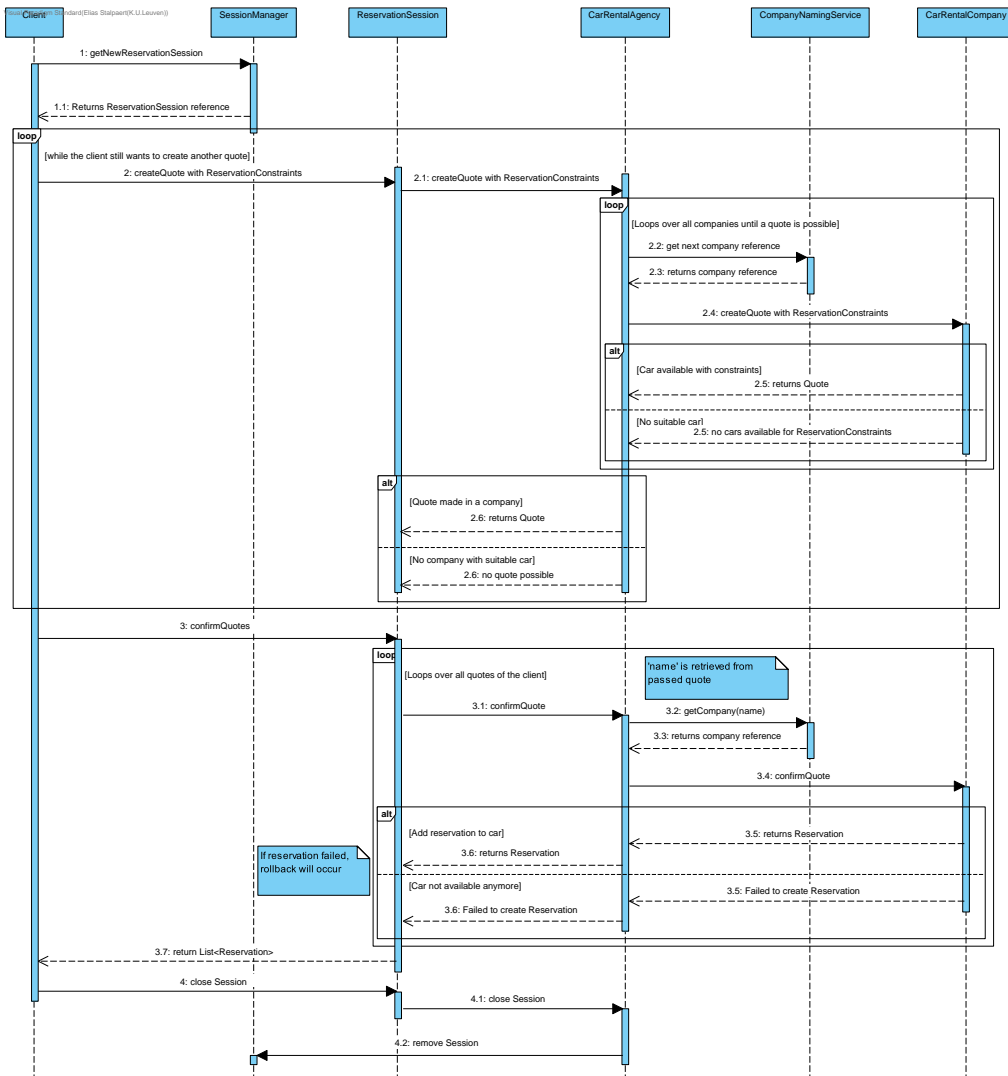 Client
SessionManager
ReservationSession
CarRentalAgency
CompanyNamingService
CarRentalCompany
Standard(Elias Stalpaert(K.U.Leuven))
1: getNewReservationSession
1.1: Returns ReservationSession reference
loop
[while the client still wants to create another quote]
2: createQuote with ReservationConstraints
2.1: createQuote with ReservationConstraints
loop
[Loops over all companies until a quote is possible]
2.2: get next company reference
2.3: returns company reference
2.4: createQuote with ReservationConstraints
alt
[Car available with constraints]
2.5: returns Quote
[No suitable car]
2.5: no cars available for ReservationConstraints
alt
[Quote made in a company]
2.6: returns Quote
[No company with suitable car]
2.6: no quote possible
3: confirmQuotes
loop
[Loops over all quotes of the client]
'name' is retrieved from
passed quote
3.1: confirmQuote
3.2: getCompany(name)
3.3: returns company reference
3.4: confirmQuote
alt
[Add reservation to car]
3.5: returns Reservation
3.6: returns Reservation
If reservation failed,
rollback will occur
[Car not available anymore]
3.5: Failed to create Reservation
3.6: Failed to create Reservation
3.7: return List<Reservation>
4: close Session
4.1: close Session
4.2: remove Session